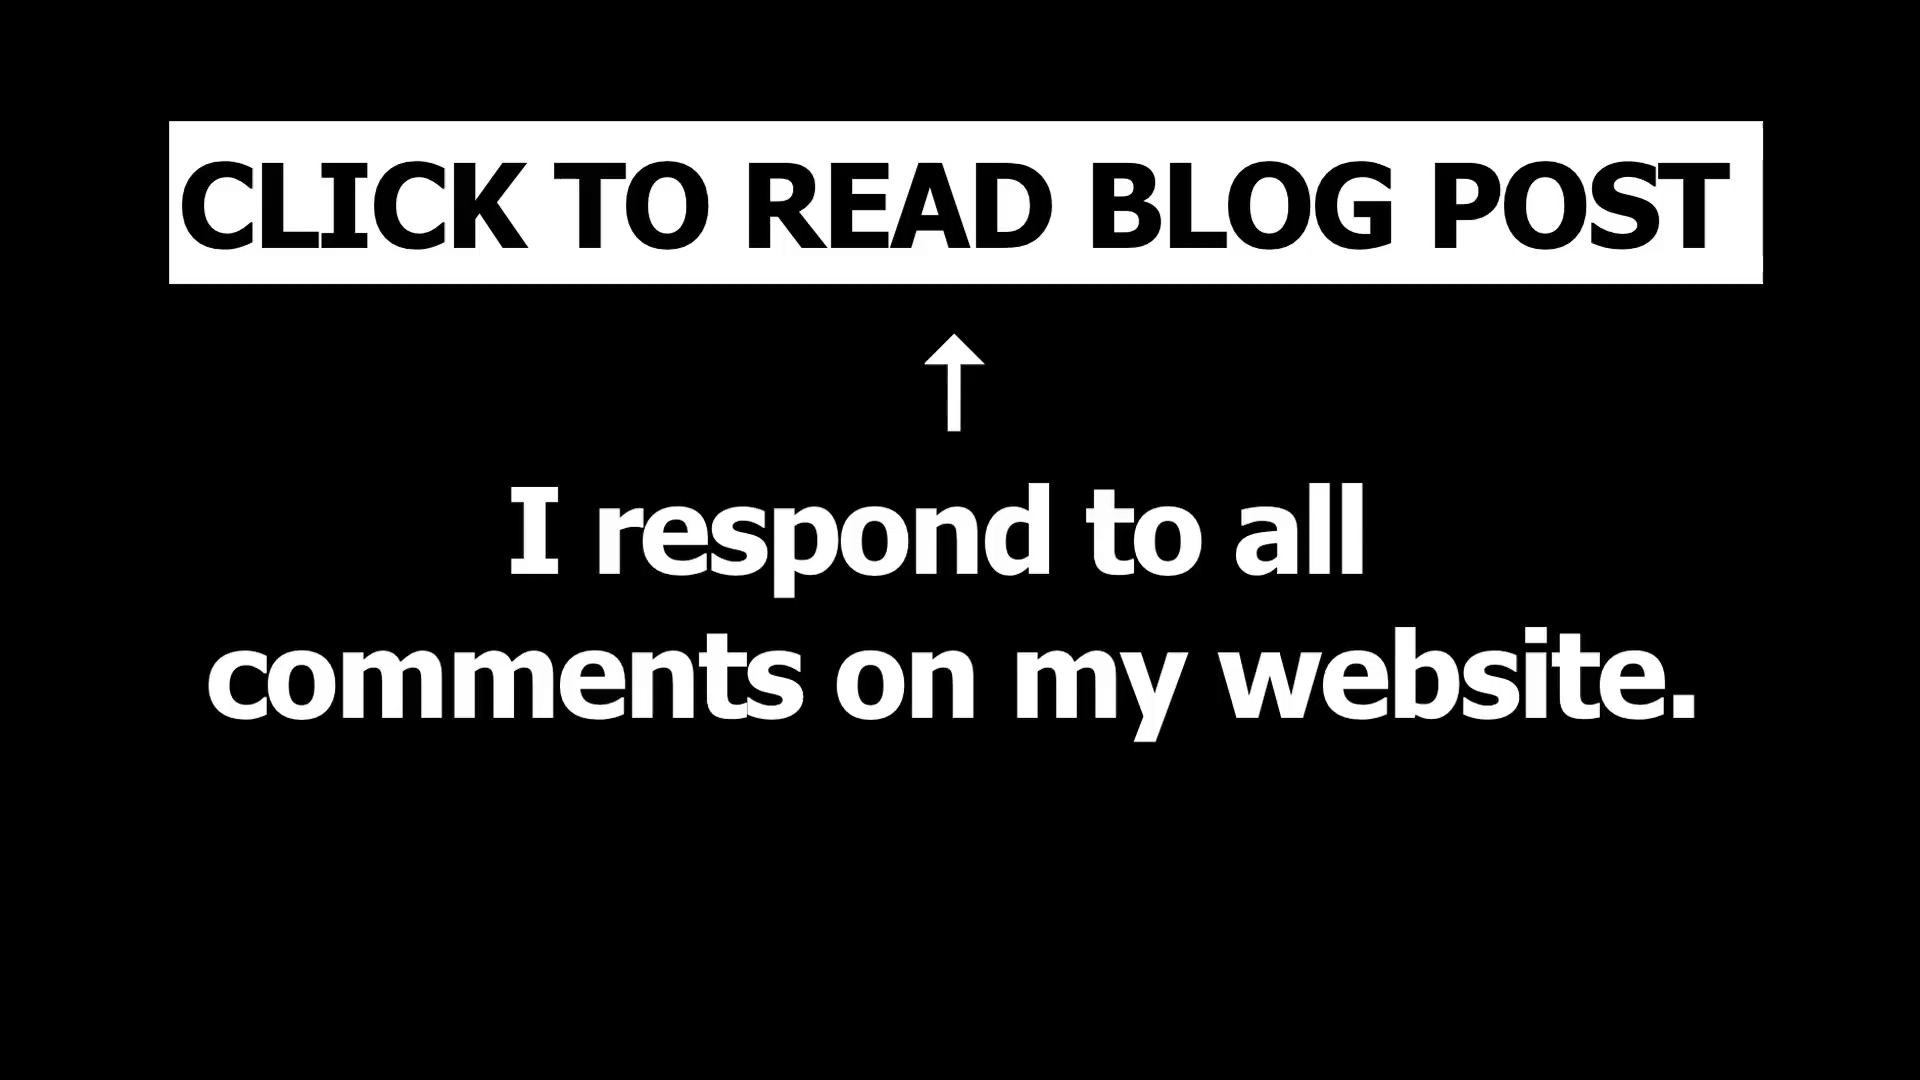 CLICK TO READ BLOG POST
↑
I respond to all
comments on my website.